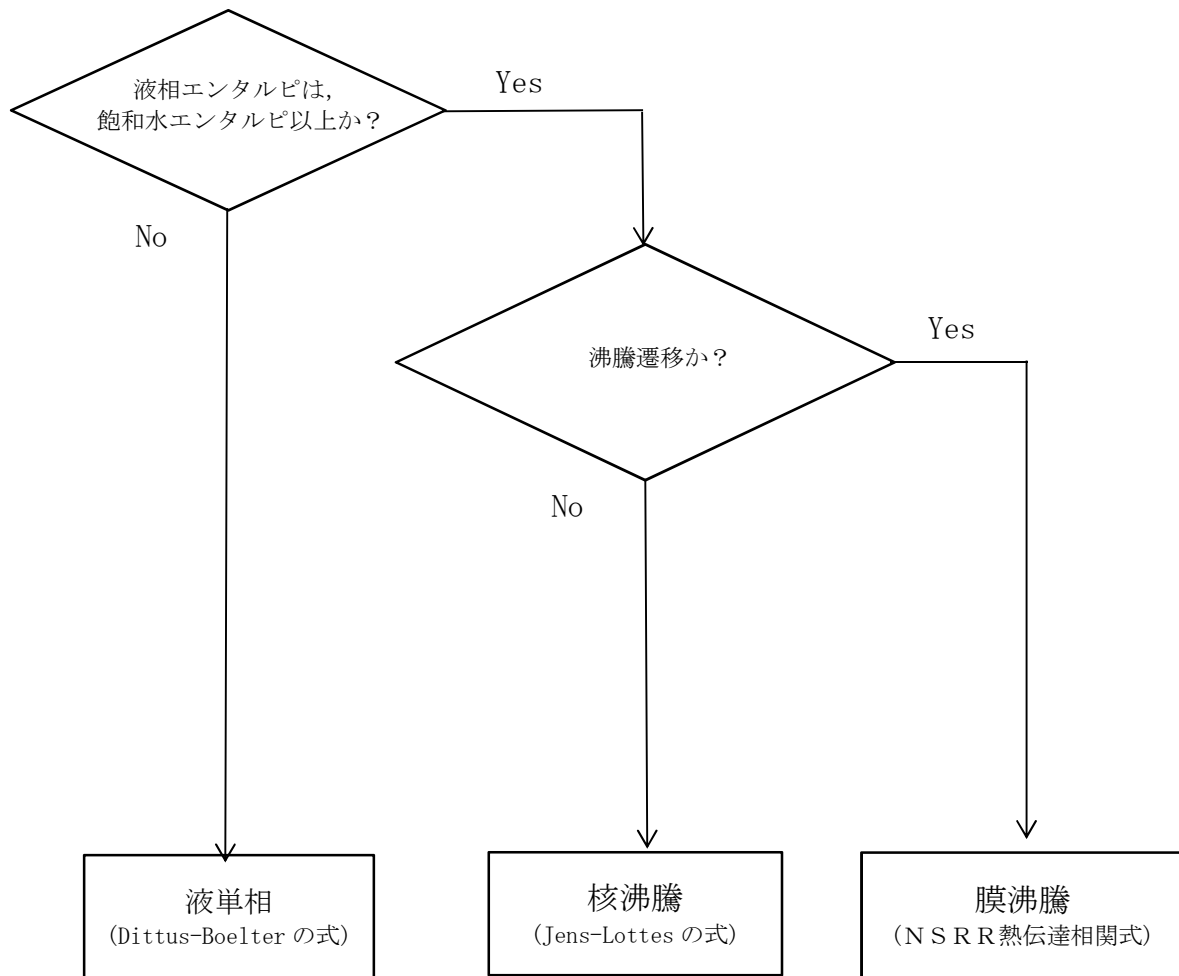 液相エンタルピは,
飽和水エンタルピ以上か？
Yes
No
沸騰遷移か？
Yes
No
液単相
(Dittus-Boelter の式)
核沸騰
(Jens-Lottes の式)
膜沸騰
(ＮＳＲＲ熱伝達相関式)